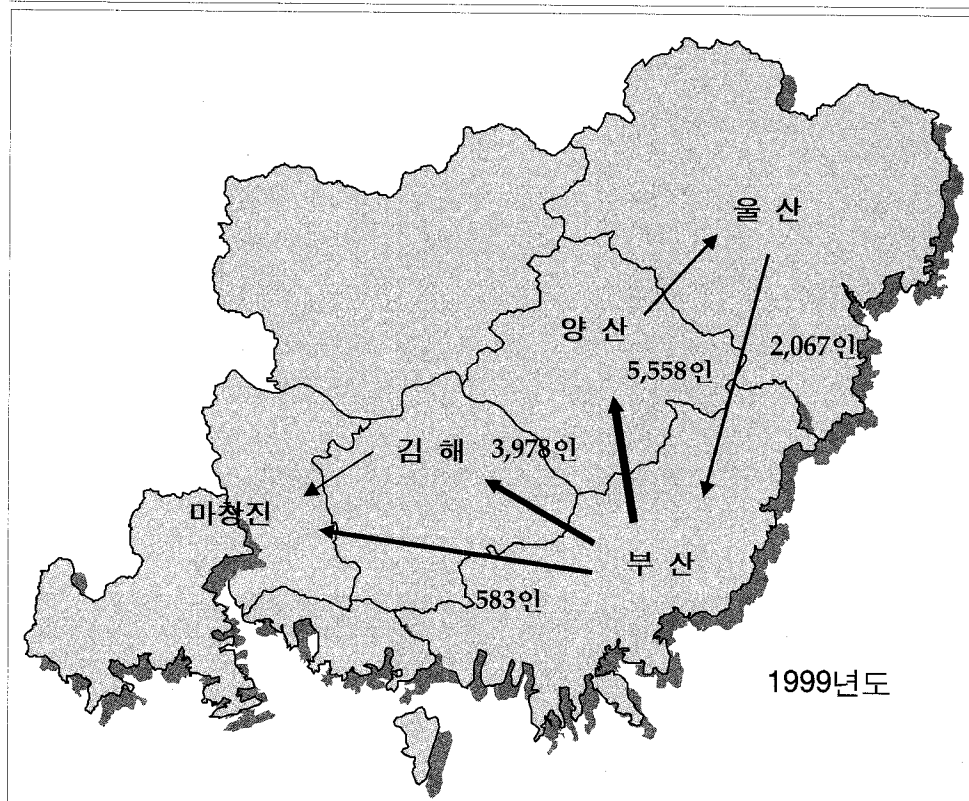 울 산
양 산
2,067인
5,558인
김 해
3,978인
마창진
부 산
583인
1999년도